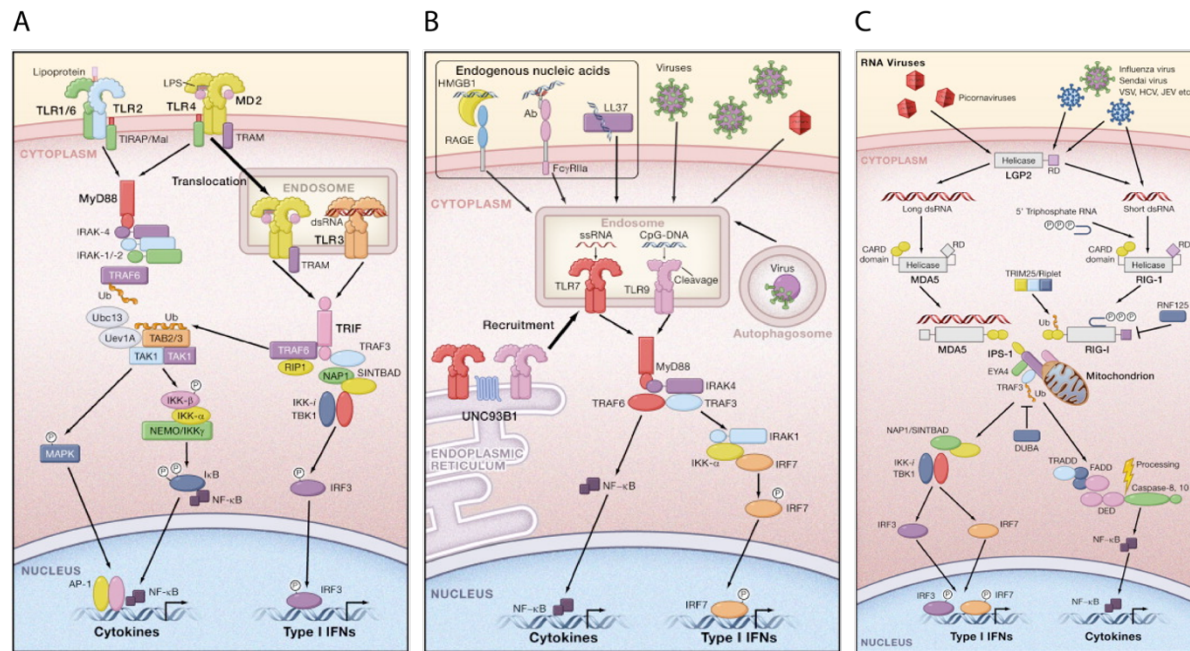 A
Lipoprotein
LPS
TLR2
TLR4
MD2
TLR1/6
TIRAP/Mal
TRAM
CYTOPLASM
Translocation
ENDOSOME
MyD88
dsRNA
TLR3
IRAK-4
TRAM
IRAK-1/-2
TRAF6
Ub
Ubc13
Ub
TRIF
Uev1A
TAB2/3
TRAF6
TRAF3
TAK1
TAK1
RIP1
NAP1
SINTBAD
P
IKK-β
IKK-i
TBK1
IKK-α
NEMO/IKKγ
P
MAPK
P
P
IκB
P
IRF3
NF-κB
NUCLEUS
AP-1
NF-κB
P
IRF3
Cytokines
Type I IFNs
B
Endogenous nucleic acids
Viruses
HMGB1
Ab
LL37
RAGE
FcγRIIa
CYTOPLASM
Endosome
ssRNA
CpG-DNA
Cleavage
TLR7
TLR9
Virus
Recruitment
Autophagosome
MyD88
IRAK4
TRAF6
TRAF3
UNC93B1
IRAK1
ENDOPLASMIC
RETICULUM
IKK-α
IRF7
NF-κB
P
IRF7
NUCLEUS
NF-κB
IRF7
P
Cytokines
Type I IFNs
C
RNA Viruses
Influenza virus
Sendai virus
VSV, HCV, JEV etc
Picornaviruses
CYTOPLASM
Helicase
RD
LGP2
Long dsRNA
Short dsRNA
5' Triphosphate RNA
P P P
CARD
domain
RD
Helicase
MDA5
CARD
domain
RD
Helicase
RIG-1
TRIM25/Riplet
RNF125
Ub
P P P
MDA5
IPS-1
RIG-I
EYA4
Mitochondrion
TRAF3
Ub
NAP1/SINTBAD
DUBA
TRADD
FADD
Processing
IKK-i
TBK1
Caspase-8, 10
DED
IRF3
IRF7
NF-κB
IRF3
P
P
IRF7
NF-κB
Type I IFNs
Cytokines
NUCLEUS